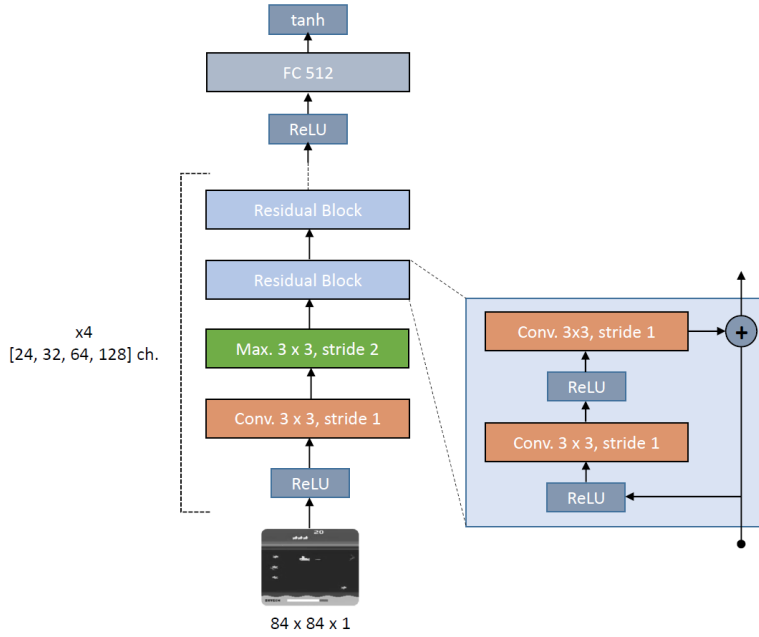 tanh
FC 512
ReLU
Residual Block
Residual Block
x4
[24, 32, 64, 128] ch.
Max. 3 x 3, stride 2
Conv. 3 x 3, stride 1
ReLU
20
84 x 84 x 1
Conv. 3x3, stride 1
+
ReLU
Conv. 3 x 3, stride 1
ReLU